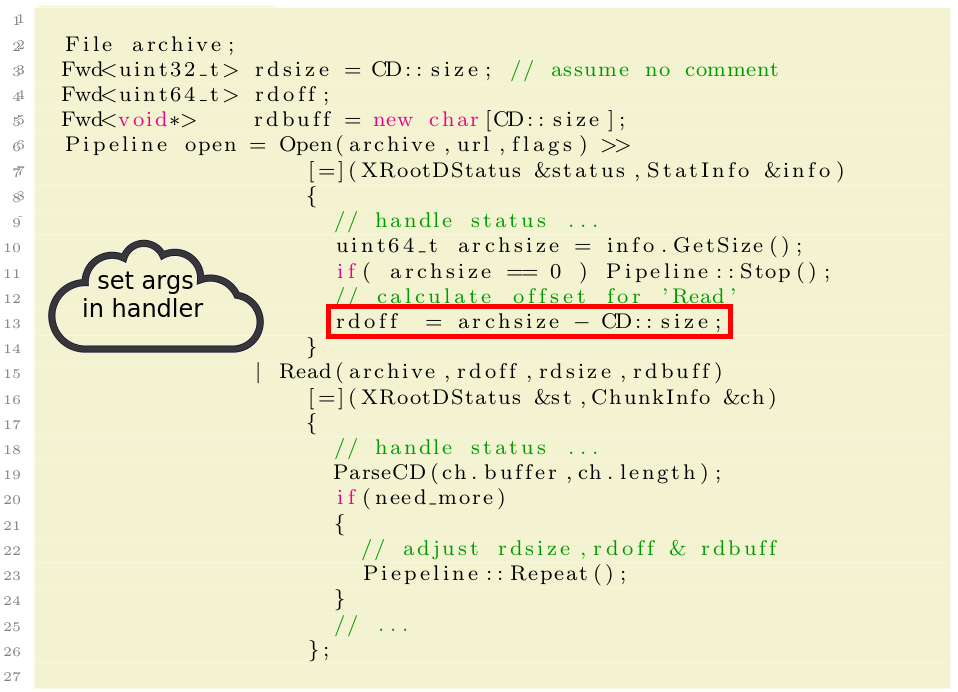 1
2 File archive;
3 Fwd<uint32_t> rdsize = CD::size; // assume no comment
4 Fwd<uint64_t> rdoff;
5 Fwd<void*> rdbuff = new char[CD::size];
6 Pipeline open = Open(archive,url,flags) >>
7 [=](XRootDStatus &status,StatInfo &info)
8 {
9 // handle status ...
10 uint64_t archsize = info.GetSize();
11 if( archsize == 0 ) Pipeline::Stop();
12 // calculate offset for 'Read'
13 rdoff = archsize - CD::size;
14 }
15 | Read(archive,rdoff,rdsize,rdbuff)
16 [=](XRootDStatus &st,ChunkInfo &ch)
17 {
18 // handle status ...
19 ParseCD(ch.buffer,ch.length);
20 if(need_more)
21 {
22 // adjust rdsize,rdoff & rdbuff
23 Piepeline::Repeat();
24 }
25 // ...
26 };
27
set args
in handler